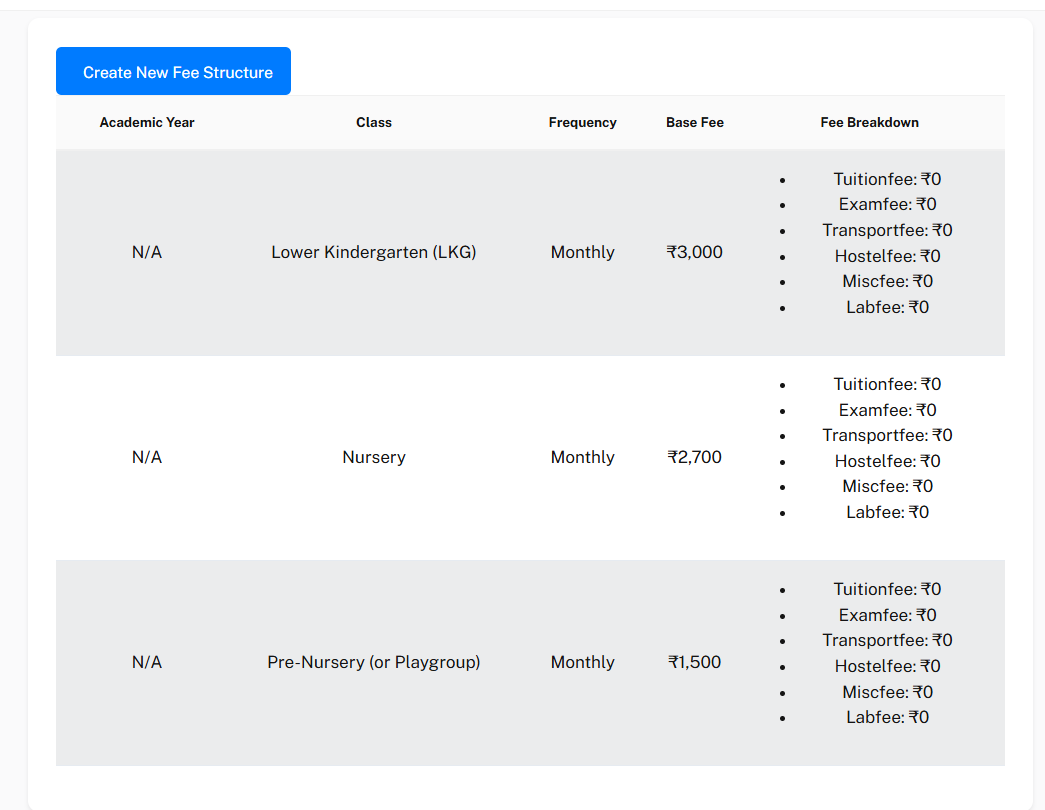 Create New Fee Structure
Academic Year Class Frequency Base Fee Fee Breakdown
N/A Lower Kindergarten (LKG) Monthly ₹3,000
• Tuitionfee: ₹0
• Examfee: ₹0
• Transportfee: ₹0
• Hostelfee: ₹0
• Miscfee: ₹0
• Labfee: ₹0
N/A Nursery Monthly ₹2,700
• Tuitionfee: ₹0
• Examfee: ₹0
• Transportfee: ₹0
• Hostelfee: ₹0
• Miscfee: ₹0
• Labfee: ₹0
N/A Pre-Nursery (or Playgroup) Monthly ₹1,500
• Tuitionfee: ₹0
• Examfee: ₹0
• Transportfee: ₹0
• Hostelfee: ₹0
• Miscfee: ₹0
• Labfee: ₹0